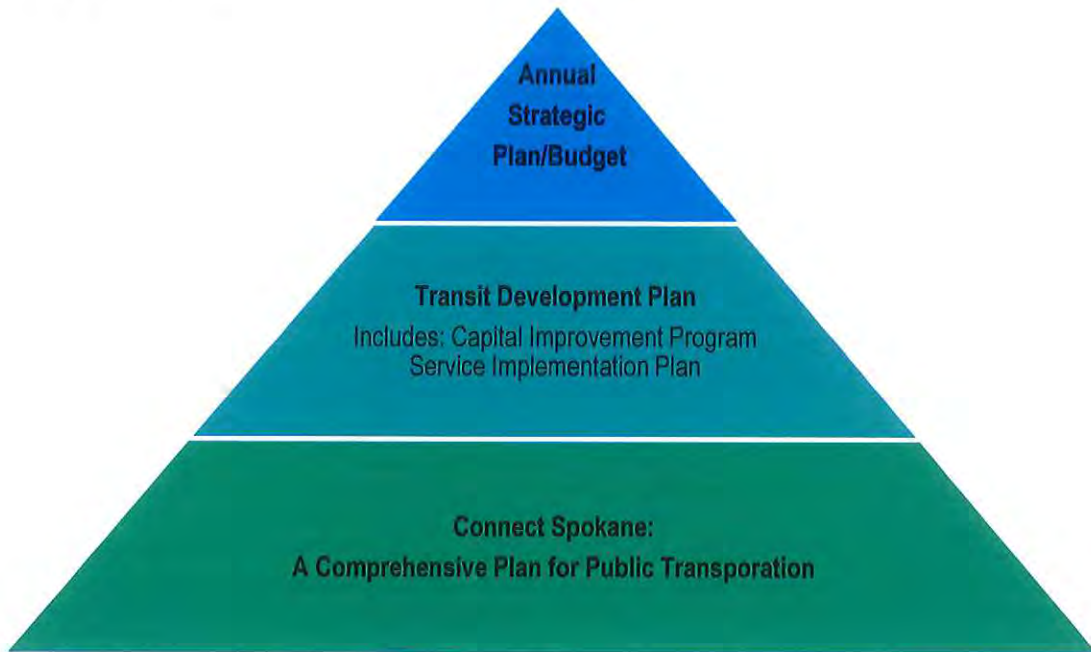 Annual
Strategic
Plan/Budget
Transit Development Plan
Includes: Capital Improvement Program
Service Implementation Plan
Connect Spokane:
A Comprehensive Plan for Public Transporation